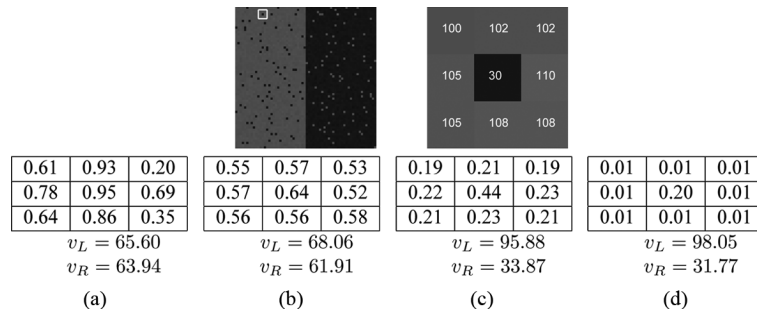 100 102 102
105 30 110
105 108 108
0.61 0.93 0.20
0.78 0.95 0.69
0.64 0.86 0.35
v_L = 65.60
v_R = 63.94
(a)
0.55 0.57 0.53
0.57 0.64 0.52
0.56 0.56 0.58
v_L = 68.06
v_R = 61.91
(b)
0.19 0.21 0.19
0.22 0.44 0.23
0.21 0.23 0.21
v_L = 95.88
v_R = 33.87
(c)
0.01 0.01 0.01
0.01 0.20 0.01
0.01 0.01 0.01
v_L = 98.05
v_R = 31.77
(d)